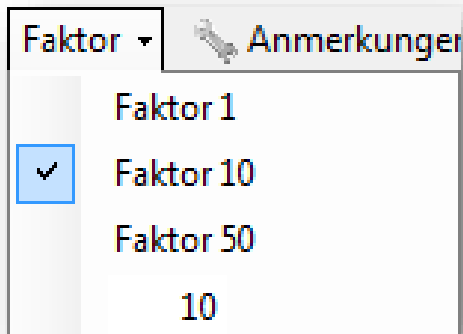 Faktor Anmerkungen
Faktor 1
Faktor 10
Faktor 50
10